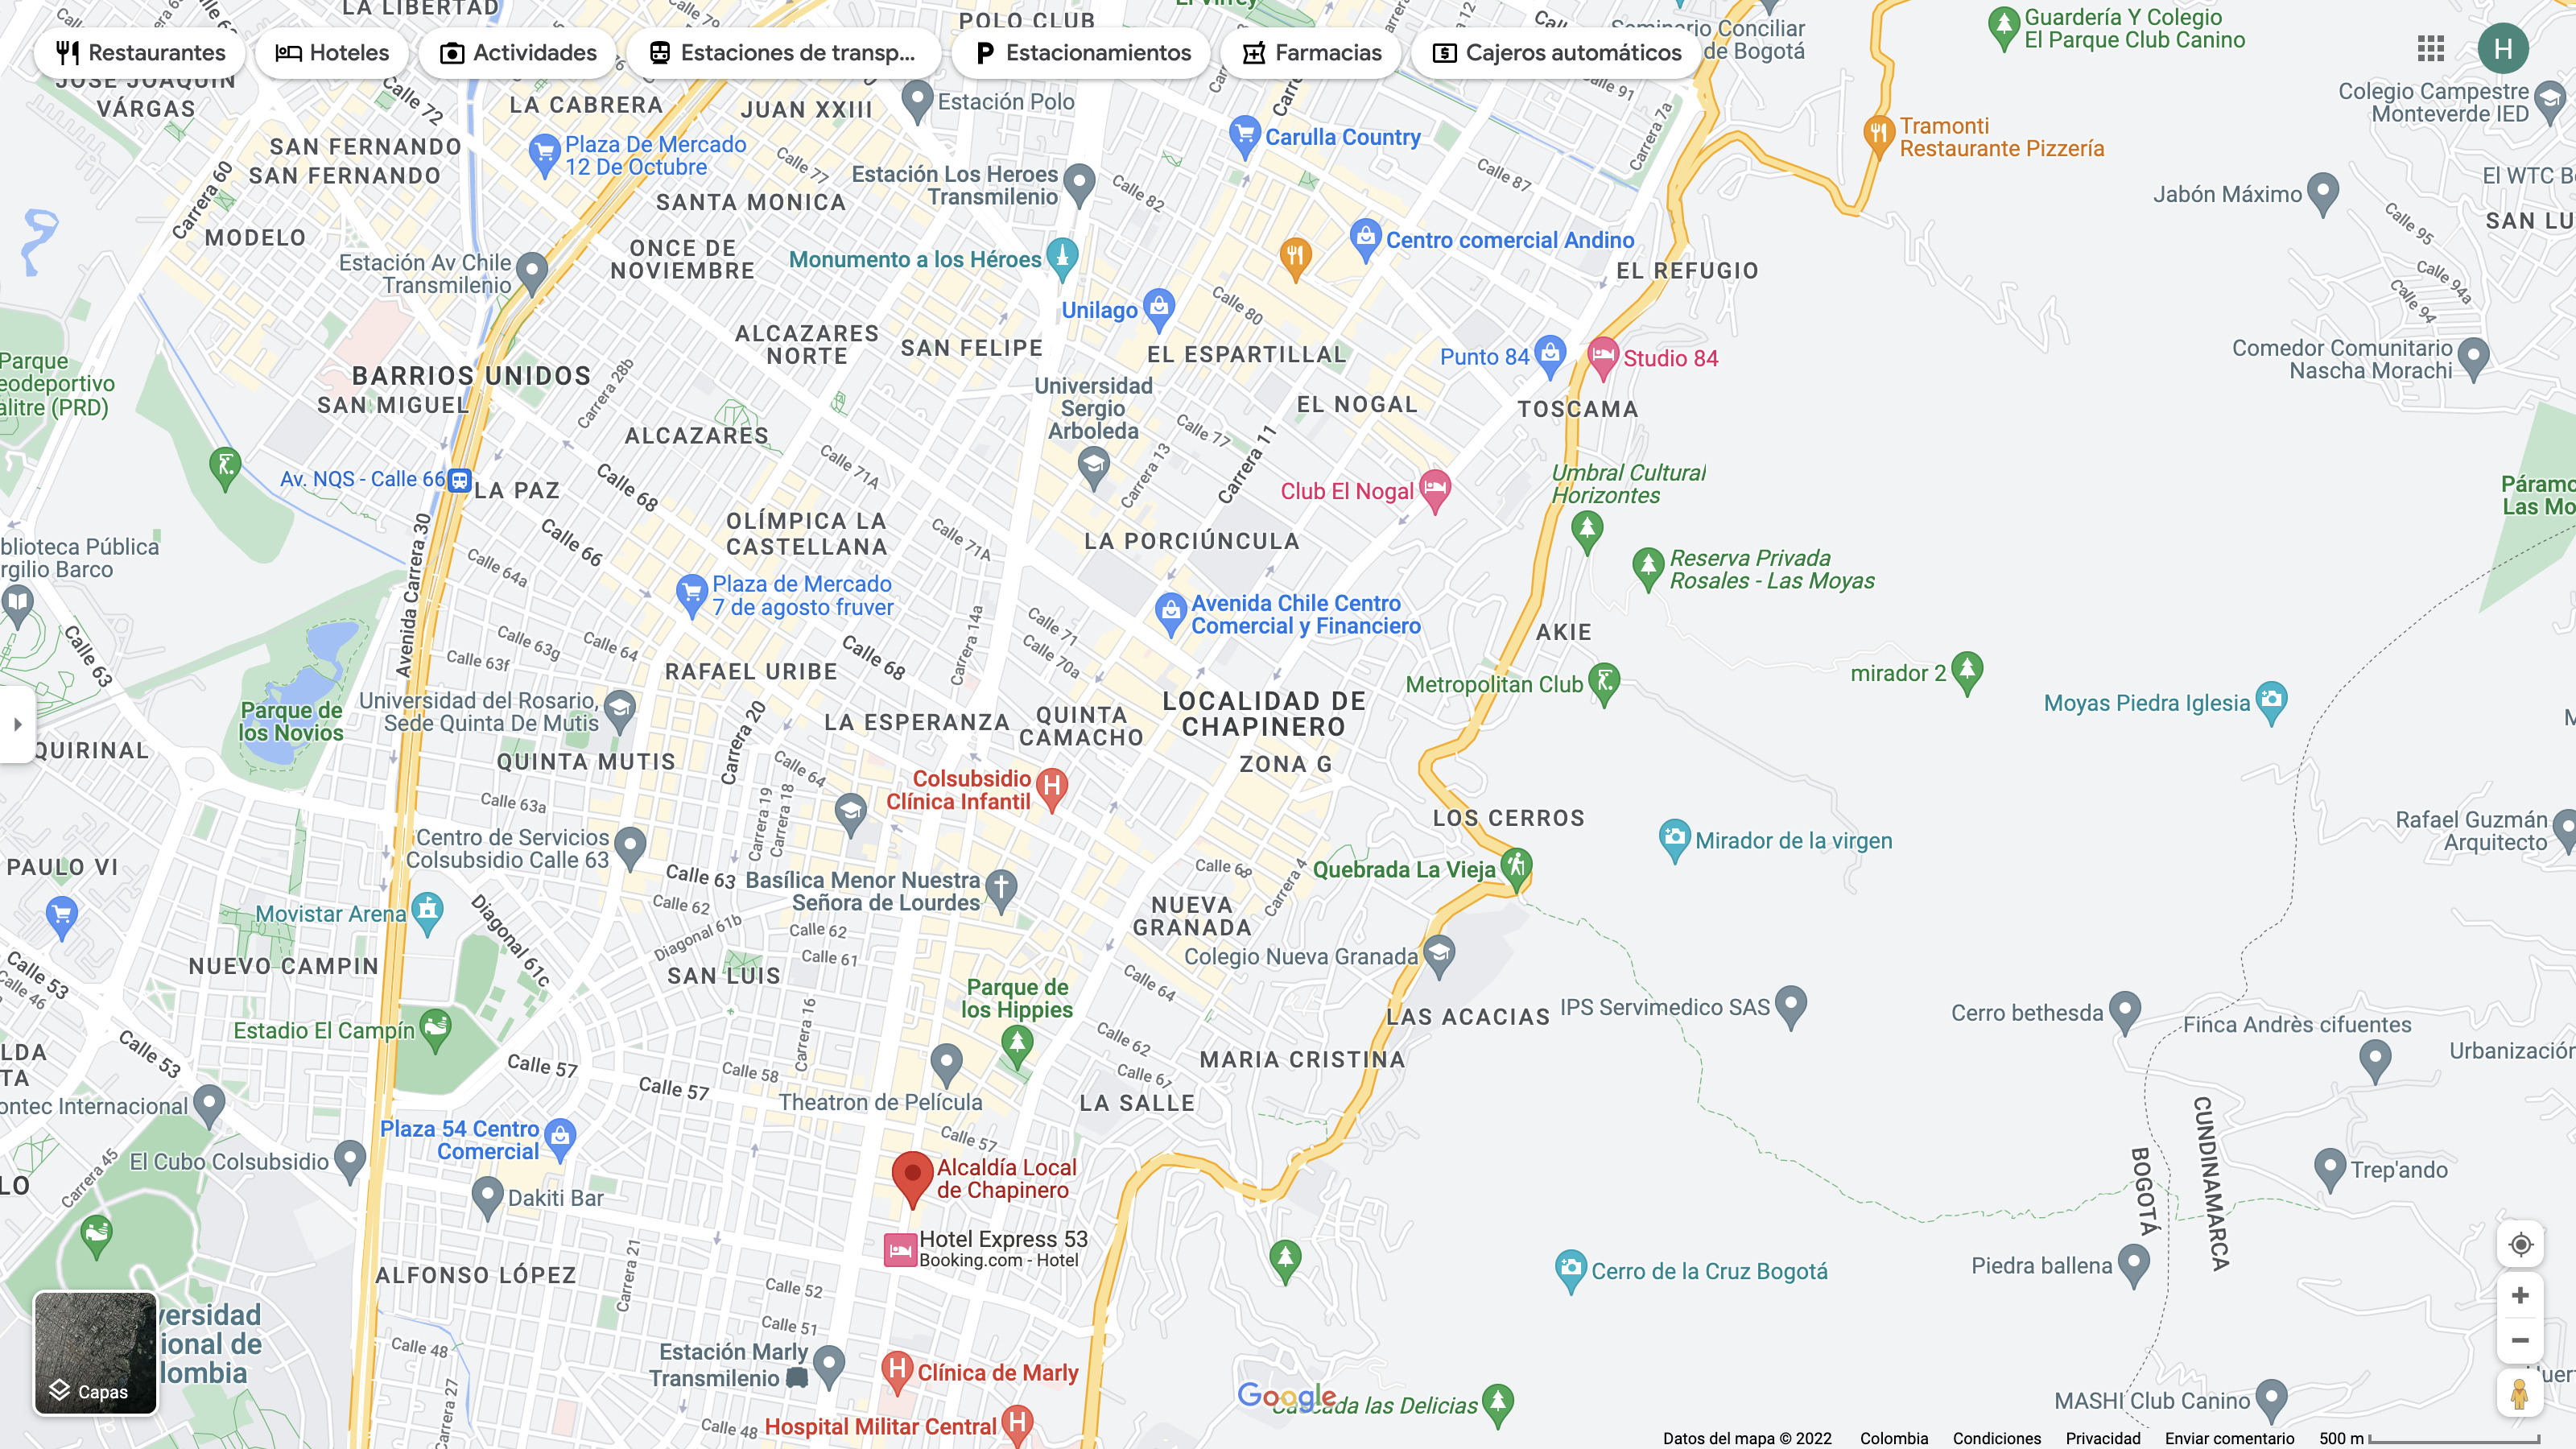 LA LIBERTAD
Calle 79
POLO CLUB
El Virrey
Seminario Conciliar
de Bogotá
Guardería Y Colegio
El Parque Club Canino
Restaurantes
Hoteles
Actividades
Estaciones de transp...
Estacionamientos
Farmacias
Cajeros automáticos
H
JOSÉ JOAQUÍN
VÁRGAS
Calle 72
LA CABRERA
JUAN XXIII
Estación Polo
Calle 91
Carrera 7a
Colegio Campestre
Monteverde IED
Plaza De Mercado
12 De Octubre
Carulla Country
Tramonti
Restaurante Pizzería
SAN FERNANDO
SAN FERNANDO
Carrera 60
Calle 77
Estación Los Heroes
Transmilenio
Calle 82
Calle 87
Jabón Máximo
El WTC B
SAN LU
SANTA MONICA
MODELO
ONCE DE
NOVIEMBRE
Monumento a los Héroes
Centro comercial Andino
Calle 95
Estación Av Chile
Transmilenio
EL REFUGIO
Calle 94a
Calle 94
Unilago
Calle 80
ALCAZARES
NORTE
SAN FELIPE
EL ESPARTILLAL
Punto 84
Studio 84
Comedor Comunitario
Nascha Morachi
Parque
eodeportivo
alitre (PRD)
BARRIOS UNIDOS
SAN MIGUEL
Carrera 28b
Universidad
Sergio
Arboleda
EL NOGAL
TOSCAMA
ALCAZARES
Calle 77
Carrera 11
Calle 71A
Carrera 13
Umbral Cultural
Horizontes
Av. NQS - Calle 66
LA PAZ
Calle 68
Club El Nogal
Páramo
Las Mo
OLÍMPICA LA
CASTELLANA
Calle 71A
LA PORCIÚNCULA
Avenida Carrera 30
Calle 66
Calle 64a
blioteca Pública
rgilio Barco
Reserva Privada
Rosales - Las Moyas
Plaza de Mercado
7 de agosto fruver
Avenida Chile Centro
Comercial y Financiero
Calle 63
Calle 63g
Calle 64
Calle 63f
Calle 68
Carrera 14a
Calle 71
Calle 70a
AKIE
RAFAEL URIBE
Metropolitan Club
mirador 2
Moyas Piedra Iglesia
Parque de
los Novios
Universidad del Rosario,
Sede Quinta De Mutis
Carrera 20
LA ESPERANZA
QUINTA
CAMACHO
LOCALIDAD DE
CHAPINERO
ZONA G
QUIRINAL
QUINTA MUTIS
Calle 64
Colsubsidio
Clínica Infantil
Calle 63a
Carrera 19
Carrera 18
LOS CERROS
Rafael Guzmán
Arquitecto
Centro de Servicios
Colsubsidio Calle 63
Mirador de la virgen
PAULO VI
Calle 63
Basílica Menor Nuestra
Señora de Lourdes
Calle 68
Carrera 4
Quebrada La Vieja
Movistar Arena
Diagonal 61c
Calle 62
Diagonal 61b
Calle 62
NUEVA
GRANADA
Calle 61
Colegio Nueva Granada
NUEVO CAMPIN
Calle 53
Calle 46
SAN LUIS
Parque de
los Hippies
Calle 64
LAS ACACIAS
IPS Servimedico SAS
Cerro bethesda
Finca Andrès cifuentes
Carrera 16
Estadio El Campín
Calle 53
LDA
TA
Calle 57
Calle 57
Calle 58
Calle 62
Calle 61
MARIA CRISTINA
Urbanización
ontec Internacional
Theatron de Película
LA SALLE
Plaza 54 Centro
Comercial
Calle 57
CUNDINAMARCA
BOGOTÁ
El Cubo Colsubsidio
Carrera 45
LO
Dakiti Bar
Alcaldía Local
de Chapinero
Trep'ando
Hotel Express 53
Booking.com - Hotel
Carrera 21
ALFONSO LÓPEZ
Calle 52
Cerro de la Cruz Bogotá
Piedra ballena
versidad
ional de
lombia
Calle 51
Calle 48
Estación Marly
Transmilenio
Clínica de Marly
Capas
Carrera 27
Calle 48
Hospital Militar Central
Google
ada las Delicias
MASHI Club Canino
Datos del mapa © 2022
Colombia
Condiciones
Privacidad
Enviar comentario
500 m